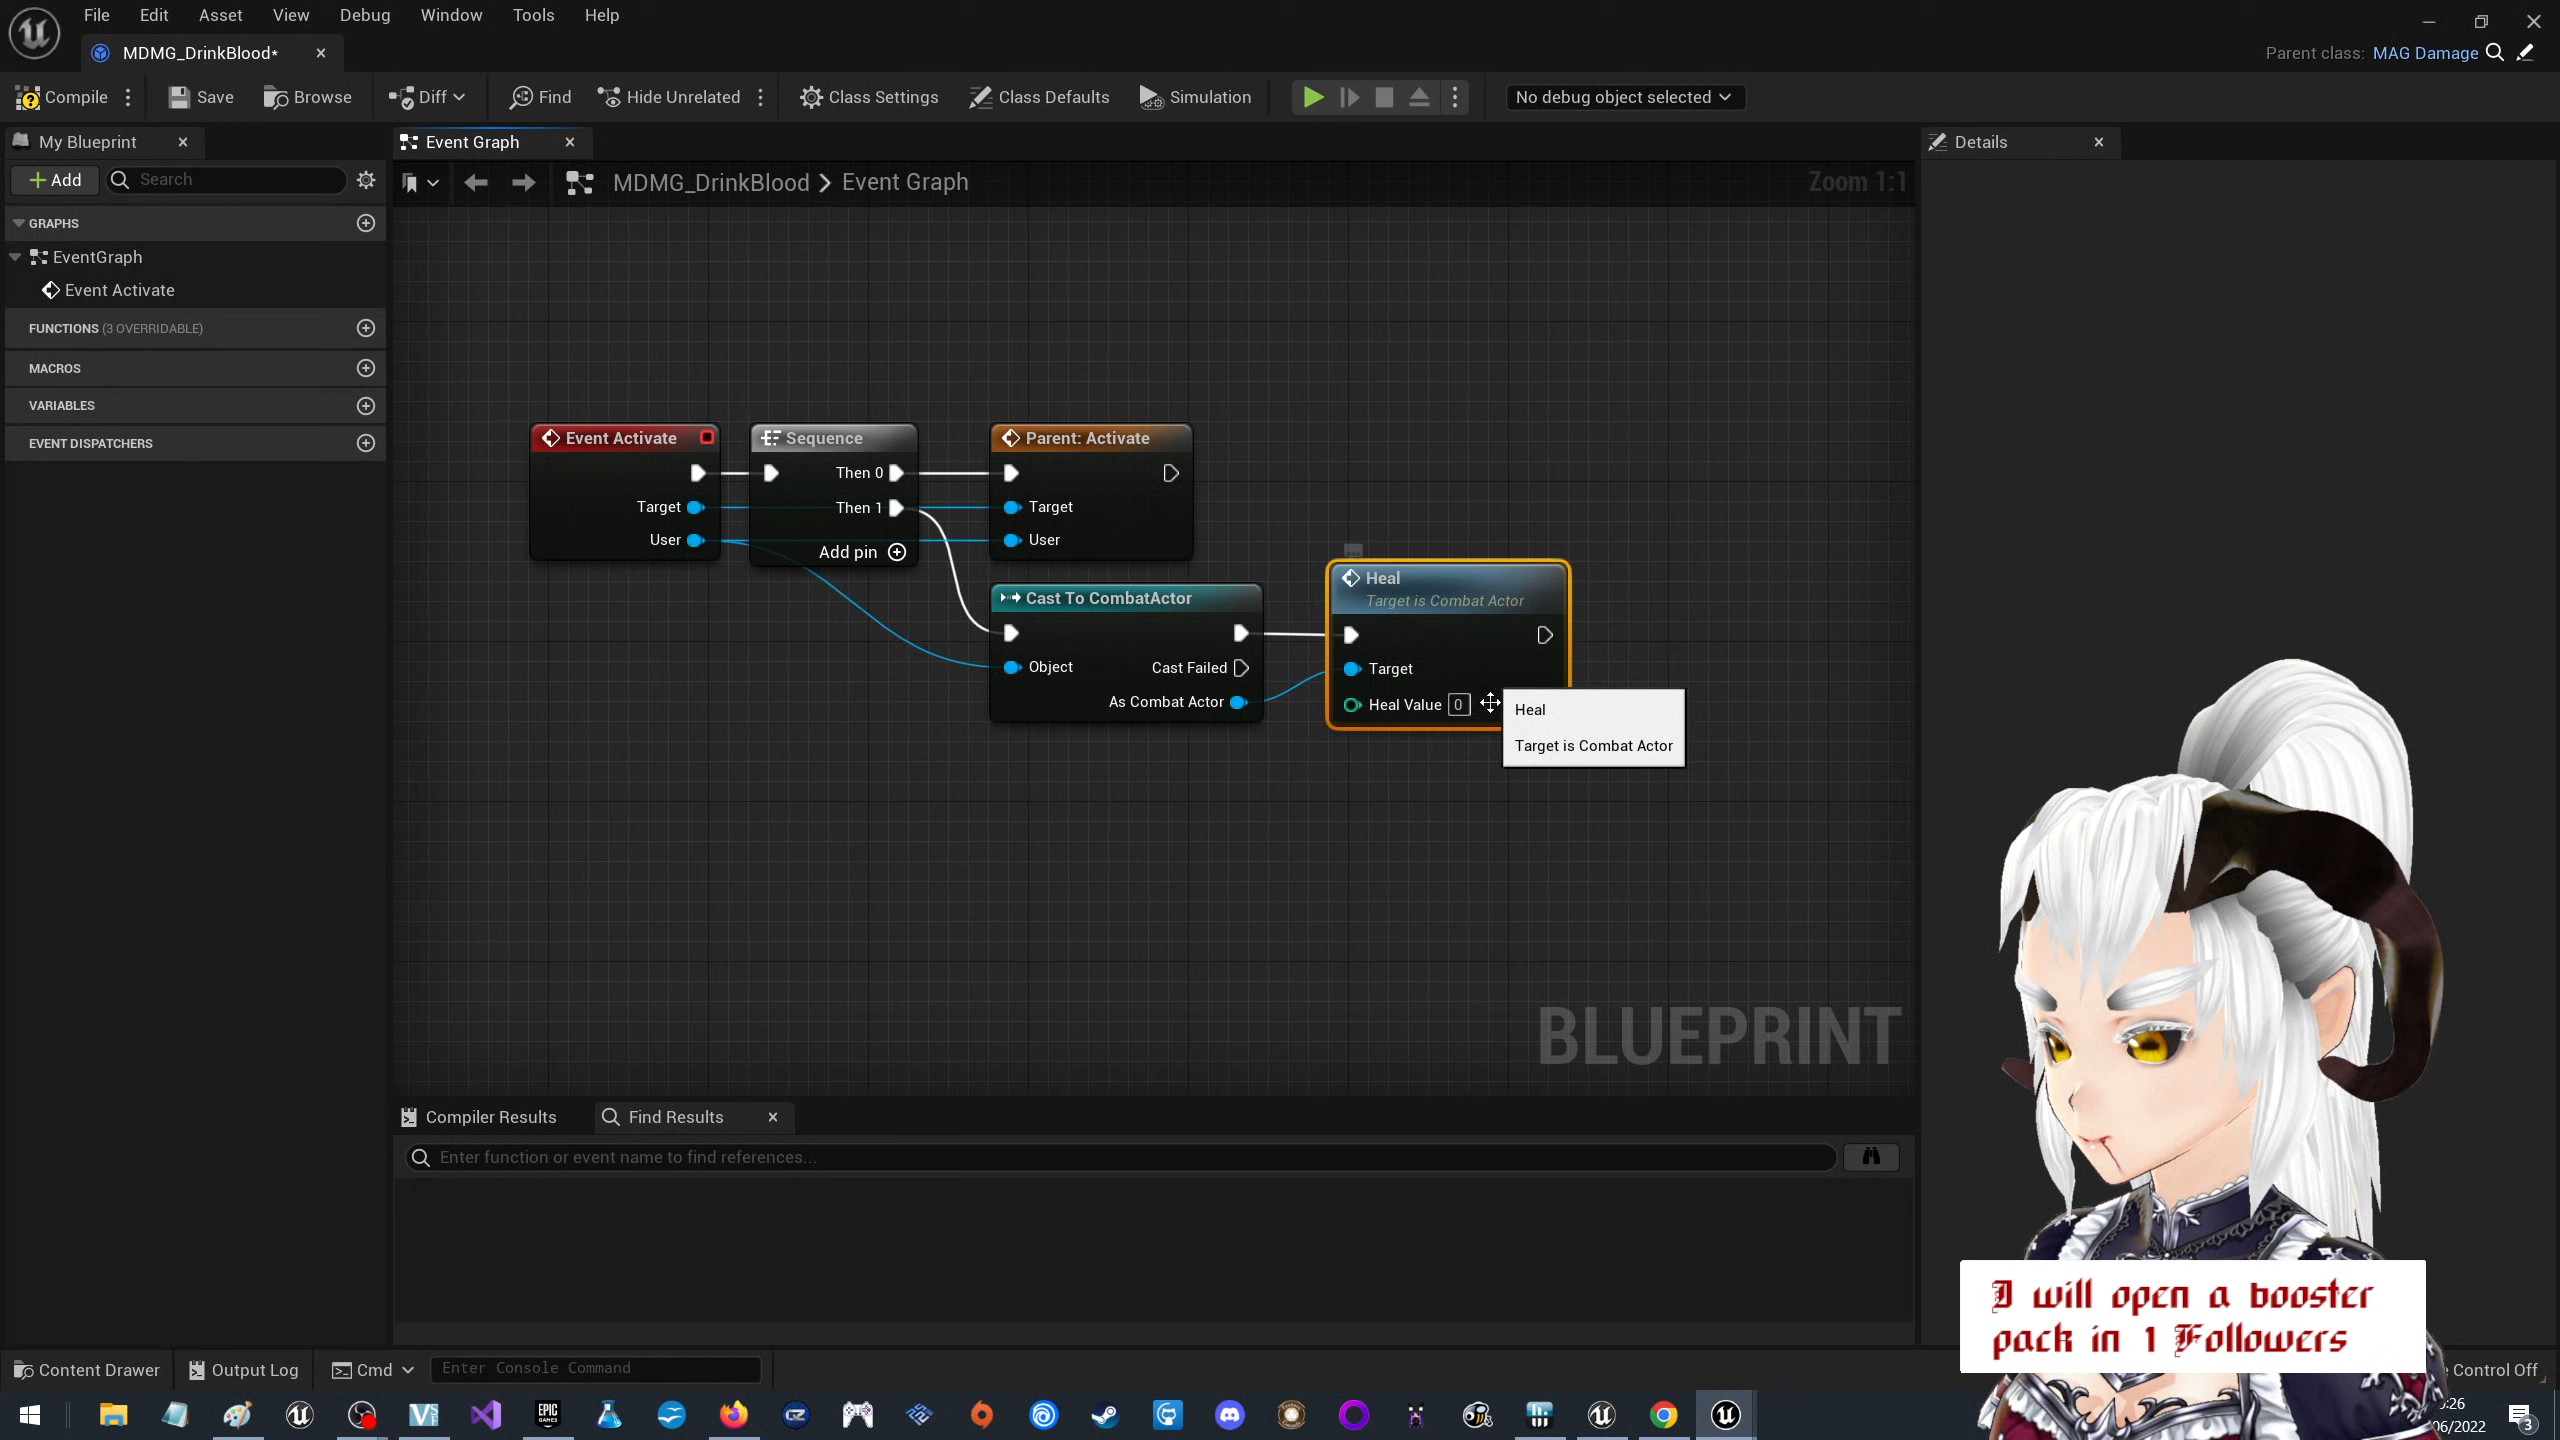 File Edit Asset View Debug Window Tools Help
MDMG_DrinkBlood*
Parent class: MAG Damage
Compile Save Browse Diff Find Hide Unrelated Class Settings Class Defaults Simulation No debug object selected
My Blueprint
Event Graph
Details
Add
Search
MDMG_DrinkBlood > Event Graph
Zoom 1:1
GRAPHS
EventGraph
Event Activate
FUNCTIONS (3 OVERRIDABLE)
MACROS
VARIABLES
EVENT DISPATCHERS
Event Activate
Target
User
Sequence
Then 0
Then 1
Add pin
Parent: Activate
Target
User
Cast To CombatActor
Object
Cast Failed
As Combat Actor
Heal
Target is Combat Actor
Target
Heal Value 0
Heal
Target is Combat Actor
BLUEPRINT
Compiler Results
Find Results
Enter function or event name to find references...
I will open a booster
pack in 1 Followers
Content Drawer Output Log Cmd Enter Console Command
Control Off
EPIC
GAMES
:26
06/2022
3